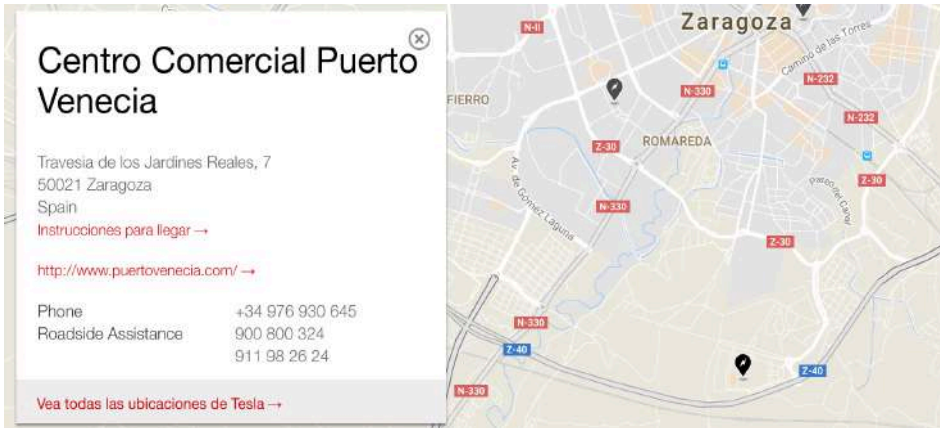 Centro Comercial Puerto
Venecia
Travesia de los Jardines Reales, 7
50021 Zaragoza
Spain
Instrucciones para llegar →
http://www.puertovenecia.com/ →
Phone +34 976 930 645
Roadside Assistance 900 800 324
911 98 26 24
Vea todas las ubicaciones de Tesla →
Zaragoza
N-II
Camino de las Torres
N-232
N-330
FIERRO
N-232
Z-30
ROMAREDA
Paseo del Canal
Z-30
Av. de Gómez Laguna
N-330
Z-30
N-330
Z-40
Z-40
N-330